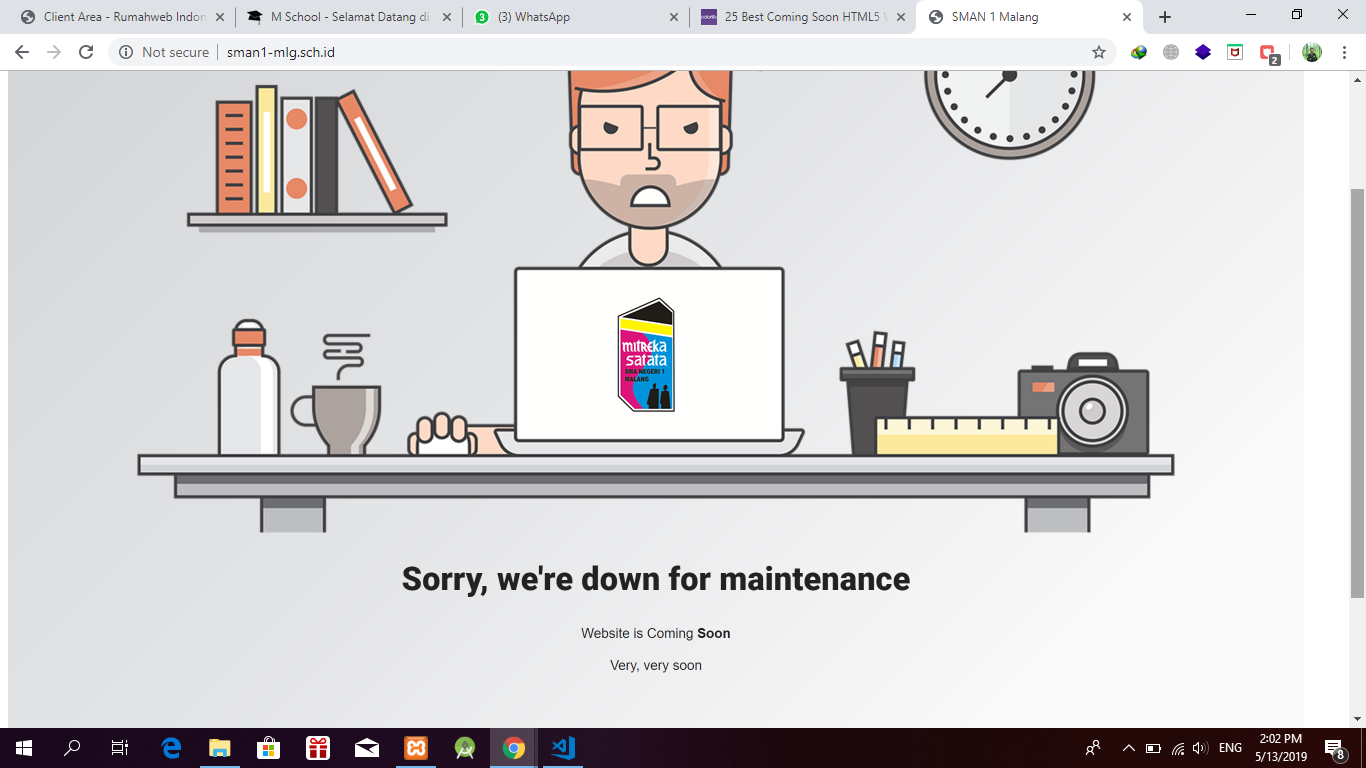 Client Area - Rumahweb Indon
M School - Selamat Datang di
3
(3) WhatsApp
colorlib
25 Best Coming Soon HTML5 W
SMAN 1 Malang
Not secure
sman1-mlg.sch.id
2
mitreka
satata
SMA NEGERI 1
MALANG
Sorry, we're down for maintenance
Website is Coming Soon
Very, very soon
ENG
2:02 PM
5/13/2019
8